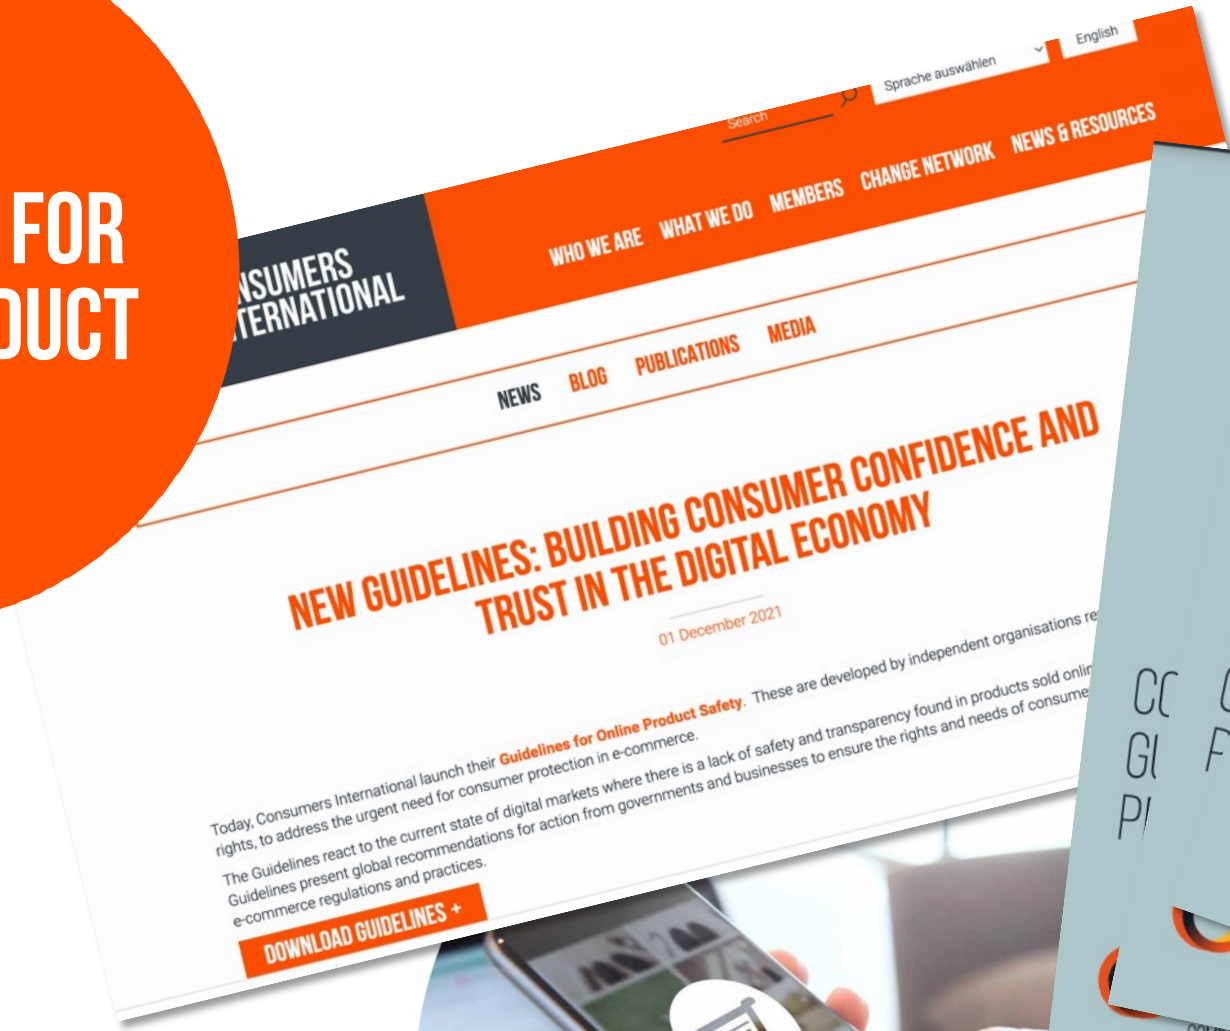 FOR
DUCT
English
Sprache auswählen
Search
WHO WE ARE WHAT WE DO MEMBERS CHANGE NETWORK NEWS & RESOURCES
NSUMERS
TERNATIONAL
NEWS BLOG PUBLICATIONS MEDIA
NEW GUIDELINES: BUILDING CONSUMER CONFIDENCE AND
TRUST IN THE DIGITAL ECONOMY
01 December 2021
Today, Consumers International launch their Guidelines for Online Product Safety. These are developed by independent organisations
rights, to address the urgent need for consumer protection in e-commerce.
The Guidelines react to the current state of digital markets where there is a lack of safety and transparency found in products sold
Guidelines present global recommendations for action from governments and businesses to ensure the rights and needs of
e-commerce regulations and practices.
DOWNLOAD GUIDELINES +